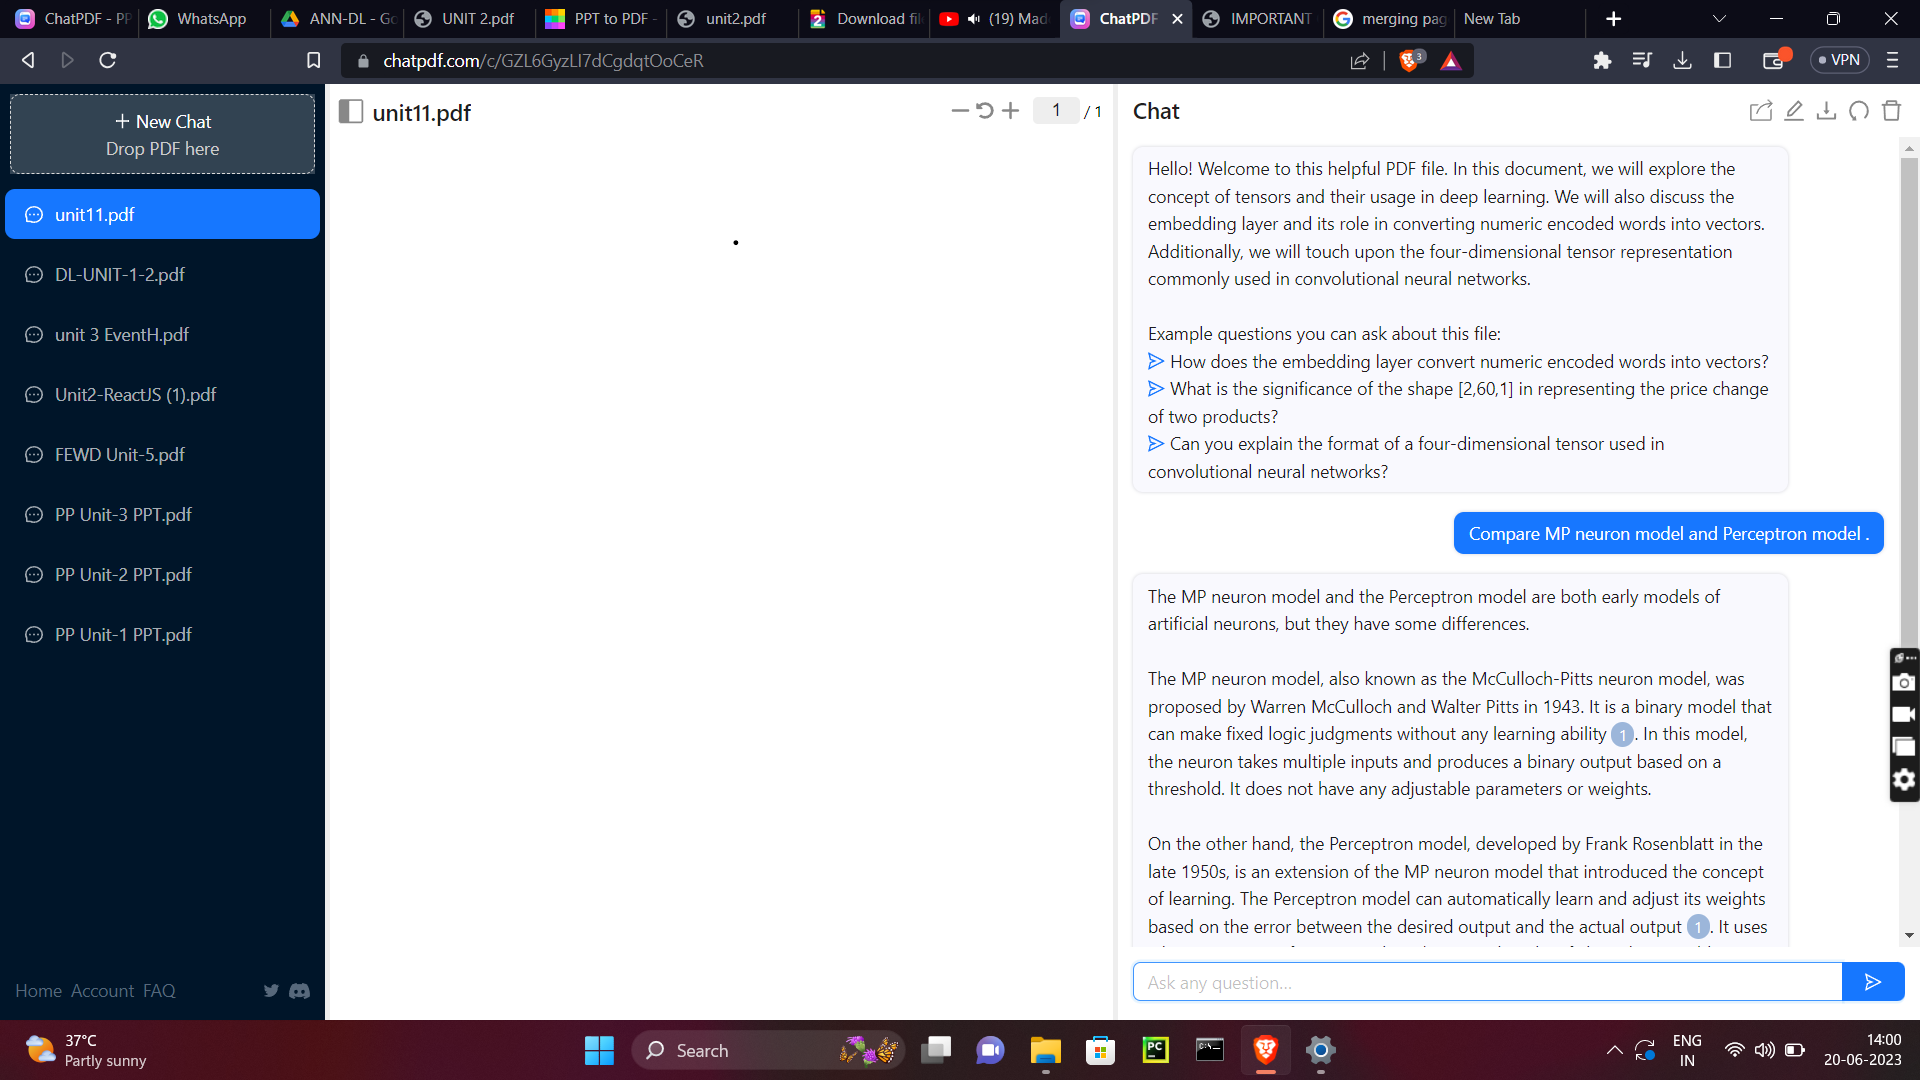 ChatPDF - PP
WhatsApp
ANN-DL - Go
UNIT 2.pdf
PPT to PDF -
unit2.pdf
Download fil
(19) Mad
ChatPDF
IMPORTANT
merging pag
New Tab
chatpdf.com/c/GZL6GyzLI7dCgdqtOoCeR
3
VPN
+ New Chat
Drop PDF here
unit11.pdf
DL-UNIT-1-2.pdf
unit 3 EventH.pdf
Unit2-ReactJS (1).pdf
FEWD Unit-5.pdf
PP Unit-3 PPT.pdf
PP Unit-2 PPT.pdf
PP Unit-1 PPT.pdf
Home Account FAQ
unit11.pdf
1 / 1
Chat
Hello! Welcome to this helpful PDF file. In this document, we will explore the
concept of tensors and their usage in deep learning. We will also discuss the
embedding layer and its role in converting numeric encoded words into vectors.
Additionally, we will touch upon the four-dimensional tensor representation
commonly used in convolutional neural networks.
Example questions you can ask about this file:
How does the embedding layer convert numeric encoded words into vectors?
What is the significance of the shape [2,60,1] in representing the price change
of two products?
Can you explain the format of a four-dimensional tensor used in
convolutional neural networks?
Compare MP neuron model and Perceptron model .
The MP neuron model and the Perceptron model are both early models of
artificial neurons, but they have some differences.
The MP neuron model, also known as the McCulloch-Pitts neuron model, was
proposed by Warren McCulloch and Walter Pitts in 1943. It is a binary model that
can make fixed logic judgments without any learning ability 1. In this model,
the neuron takes multiple inputs and produces a binary output based on a
threshold. It does not have any adjustable parameters or weights.
On the other hand, the Perceptron model, developed by Frank Rosenblatt in the
late 1950s, is an extension of the MP neuron model that introduced the concept
of learning. The Perceptron model can automatically learn and adjust its weights
based on the error between the desired output and the actual output 1. It uses
Ask any question...
37°C
Partly sunny
Search
PC
ENG
IN
14:00
20-06-2023